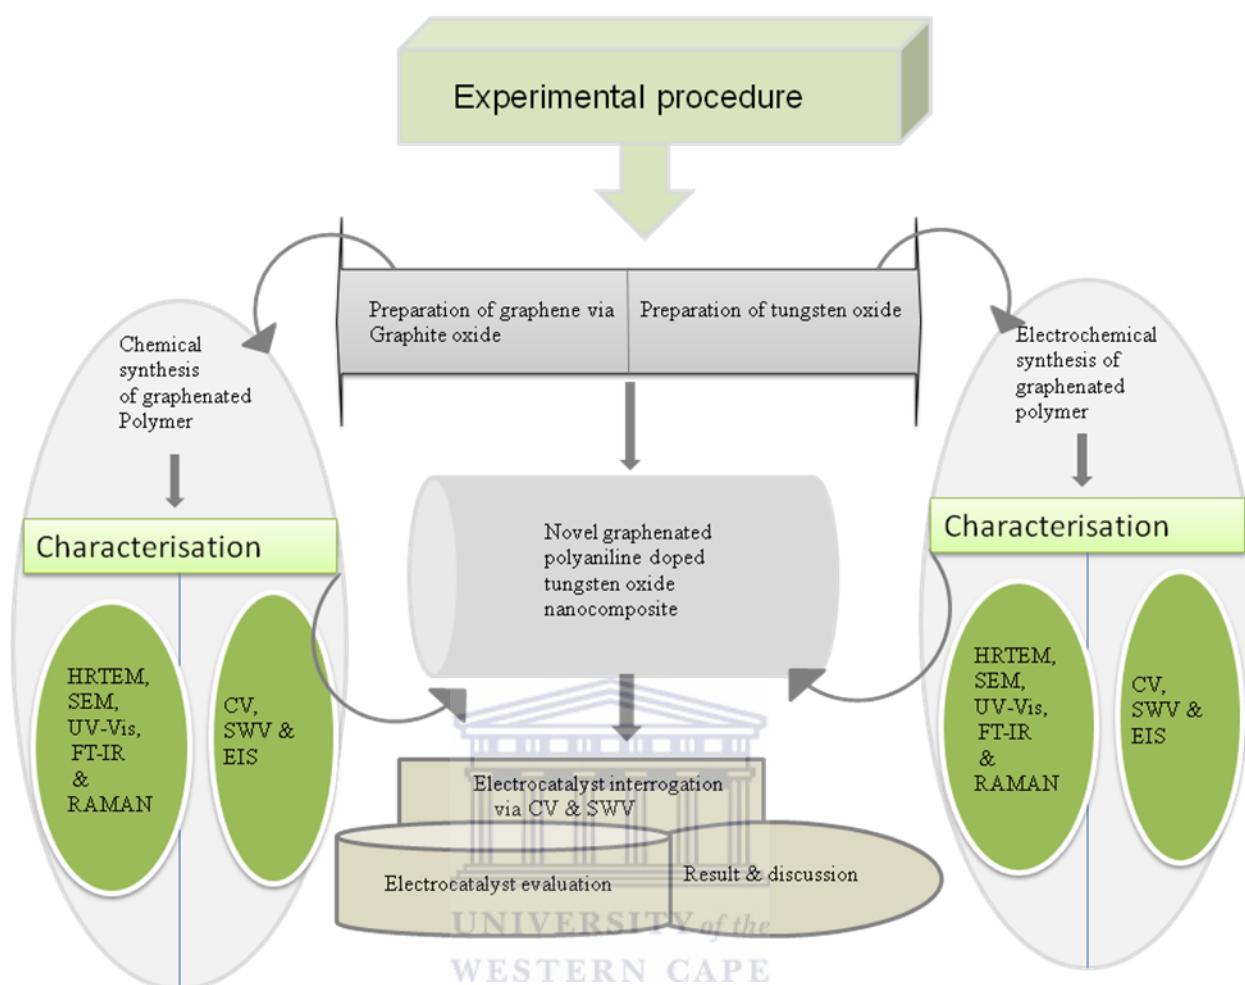 Experimental procedure
Preparation of graphene via
Graphite oxide
Preparation of tungsten oxide
Chemical
synthesis
of graphenated
Polymer
Electrochemical
synthesis of
graphenated
polymer
Characterisation
HRTEM,
SEM,
UV-Vis,
FT-IR
&
RAMAN
CV,
SWV &
EIS
Novel graphenated
polyaniline doped
tungsten oxide
nanocomposite
Characterisation
HRTEM,
SEM,
UV-Vis,
FT-IR
&
RAMAN
CV,
SWV &
EIS
Electrocatalyst interrogation
via CV & SWV
Electrocatalyst evaluation
Result & discussion
UNIVERSITY of the
WESTERN CAPE